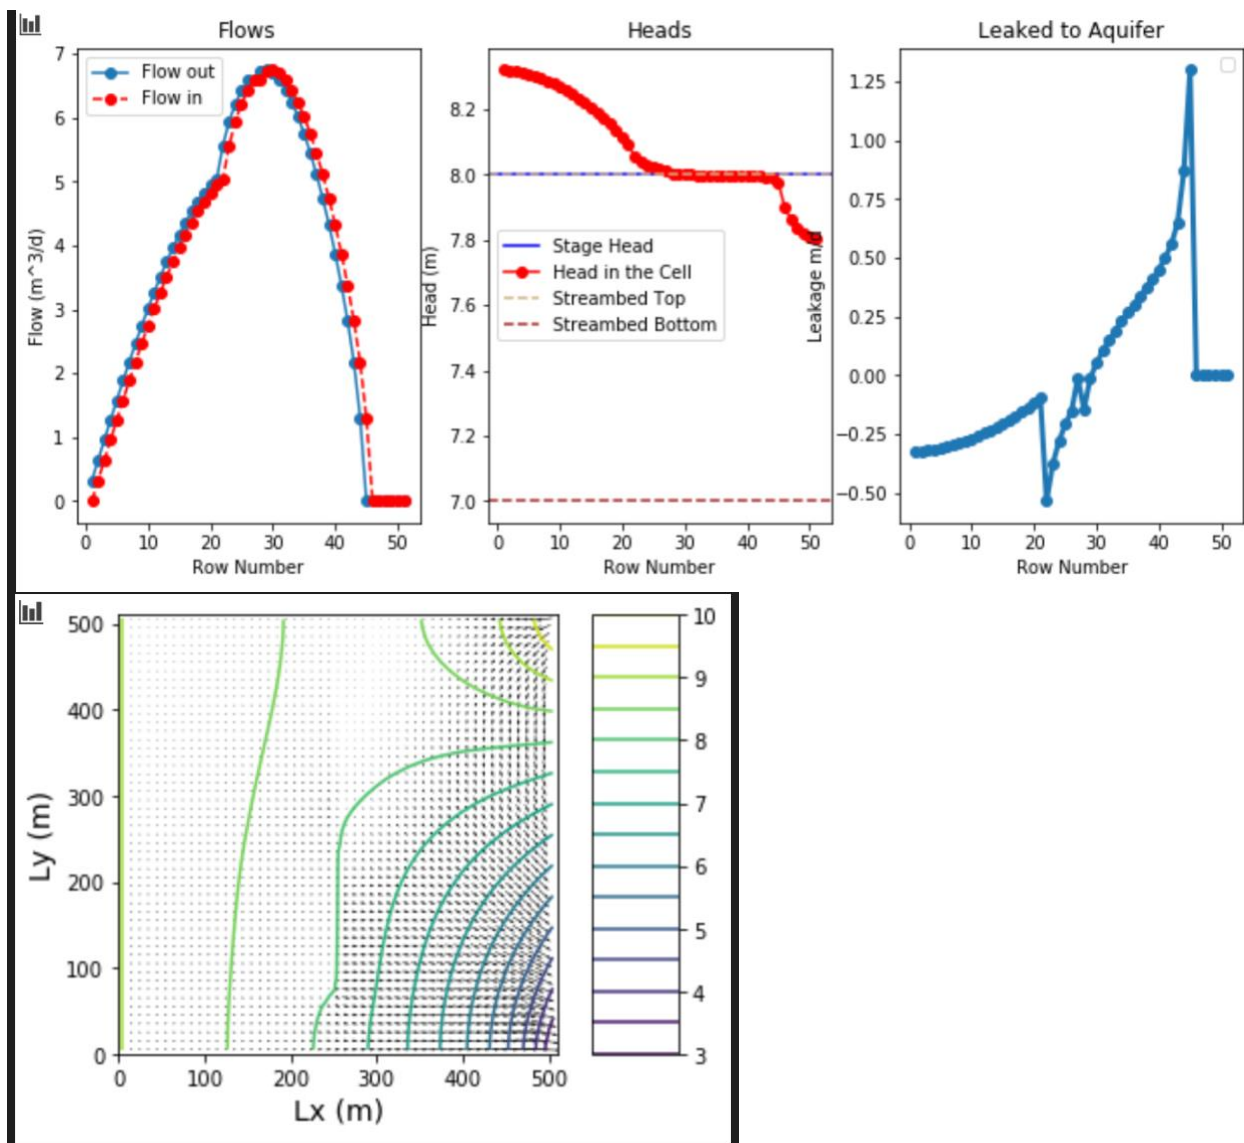 Flows
Flow (m^3/d)
7
6
5
4
3
2
1
0
Flow out
Flow in
0 10 20 30 40 50
Row Number
Heads
Head (m)
8.2
8.0
7.8
7.6
7.4
7.2
7.0
Stage Head
Head in the Cell
Streambed Top
Streambed Bottom
0 10 20 30 40 50
Row Number
Leaked to Aquifer
Leakage m/d
1.25
1.00
0.75
0.50
0.25
0.00
−0.25
−0.50
0 10 20 30 40 50
Row Number
Ly (m)
500
400
300
200
100
0
0 100 200 300 400 500
Lx (m)
10
9
8
7
6
5
4
3